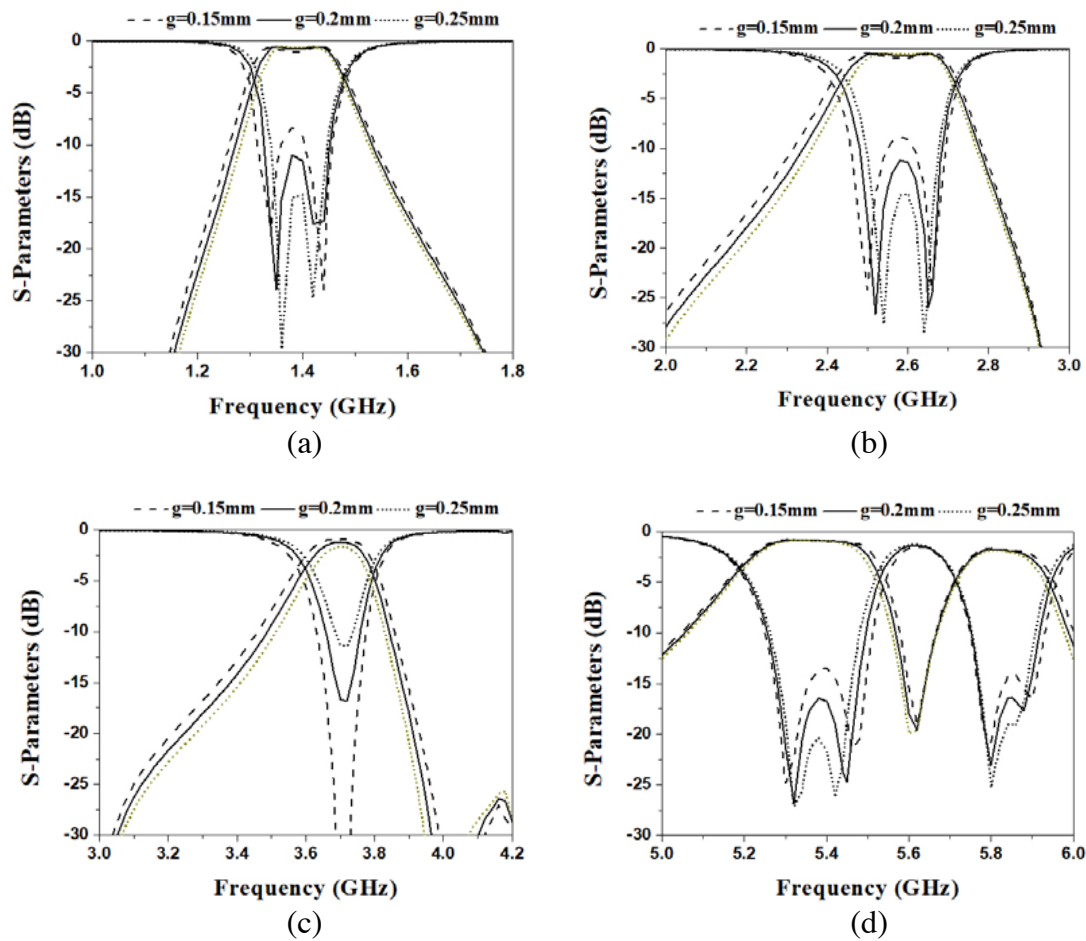 g=0.15mm g=0.2mm g=0.25mm
0
-5
-10
-15
-20
-25
-30
1.0 1.2 1.4 1.6 1.8
S-Parameters (dB)
Frequency (GHz)
(a)
g=0.15mm g=0.2mm g=0.25mm
0
-5
-10
-15
-20
-25
-30
2.0 2.2 2.4 2.6 2.8 3.0
S-Parameters (dB)
Frequency (GHz)
(b)
g=0.15mm g=0.2mm g=0.25mm
0
-5
-10
-15
-20
-25
-30
3.0 3.2 3.4 3.6 3.8 4.0 4.2
S-Parameters (dB)
Frequency (GHz)
(c)
g=0.15mm g=0.2mm g=0.25mm
0
-5
-10
-15
-20
-25
-30
5.0 5.2 5.4 5.6 5.8 6.0
S-Parameters (dB)
Frequency (GHz)
(d)